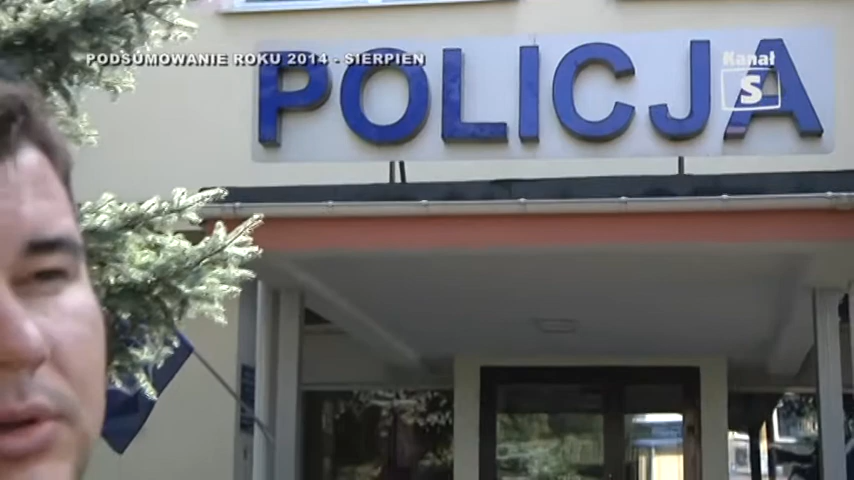 PODSUMOWANIE ROKU 2014 - SIERPIEŃ
POLICJA
Kanał
S